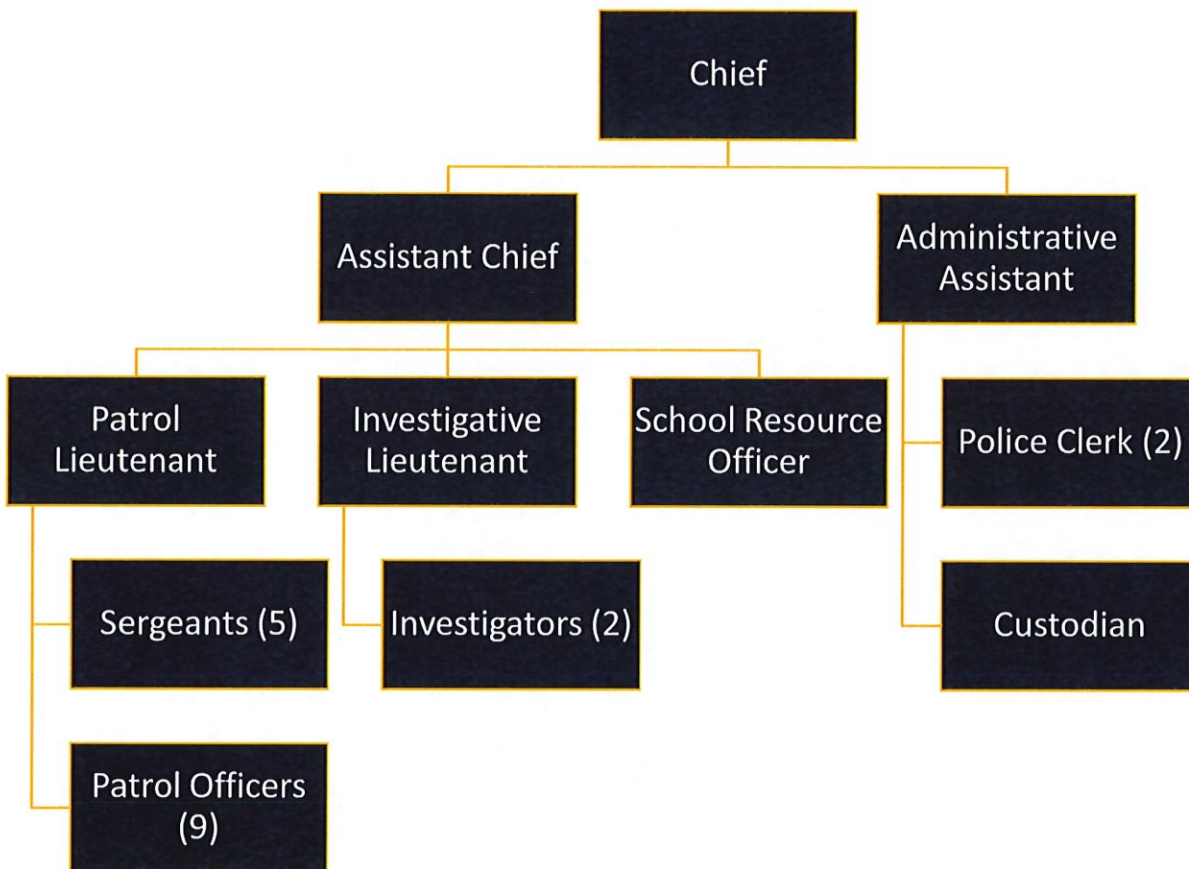 Chief
Assistant Chief
Administrative
Assistant
Patrol
Lieutenant
Investigative
Lieutenant
School Resource
Officer
Police Clerk (2)
Sergeants (5)
Investigators (2)
Custodian
Patrol Officers
(9)